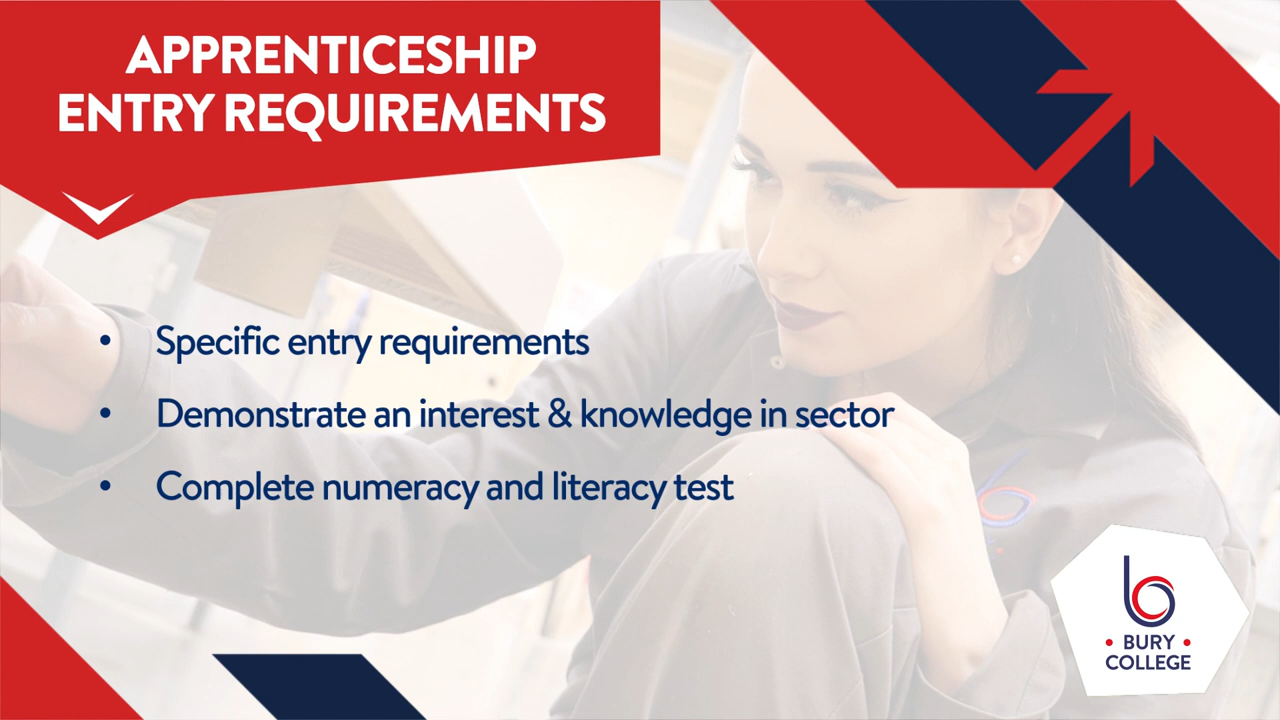 APPRENTICESHIP
ENTRY REQUIREMENTS
• Specific entry requirements
• Demonstrate an interest & knowledge in sector
• Complete numeracy and literacy test
• BURY •
COLLEGE